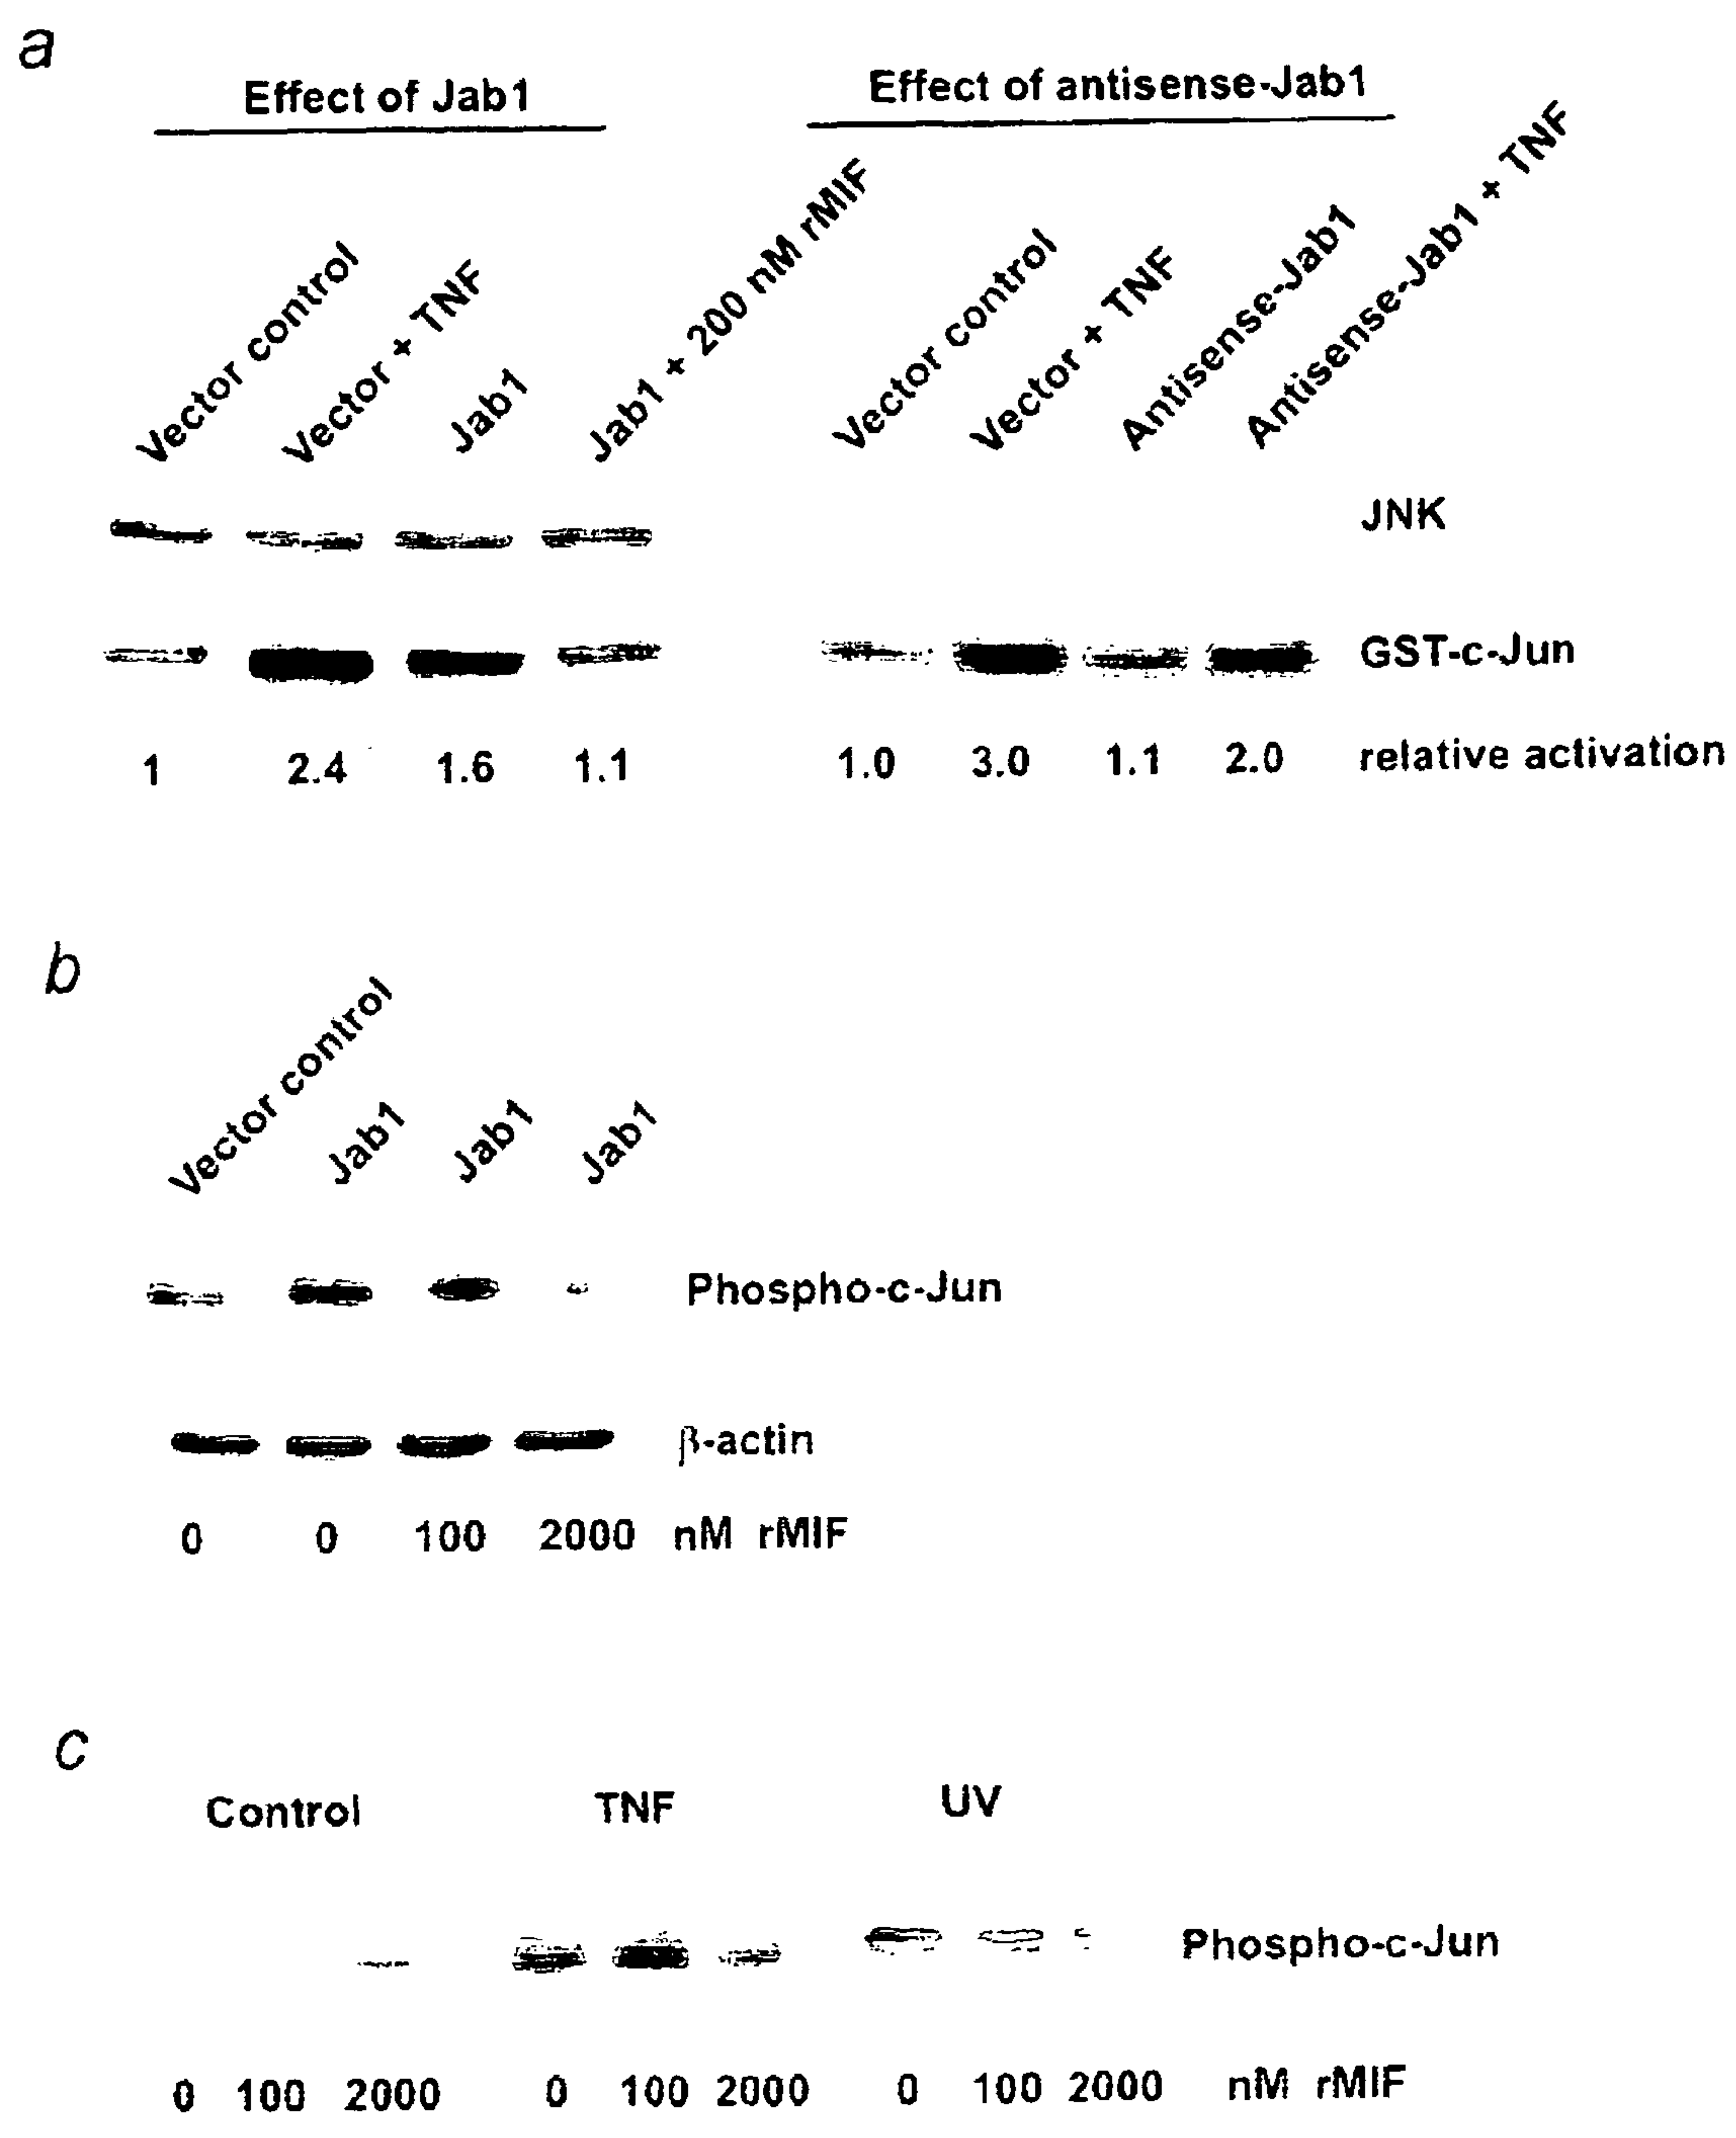 a
Effect of Jab1
Effect of antisense-Jab1
Vector control
Vector + TNF
Jab1
Jab1 + 200 nM rMIF
Vector control
Vector + TNF
Antisense-Jab1
Antisense-Jab1 + TNF
JNK
GST-c-Jun
1 2.4 1.6 1.1 1.0 3.0 1.1 2.0 relative activation
b
Vector control
Jab1
Jab1
Jab1
Phospho-c-Jun
β-actin
0 0 100 2000 nM rMIF
c
Control TNF UV
Phospho-c-Jun
0 100 2000 0 100 2000 0 100 2000 nM rMIF